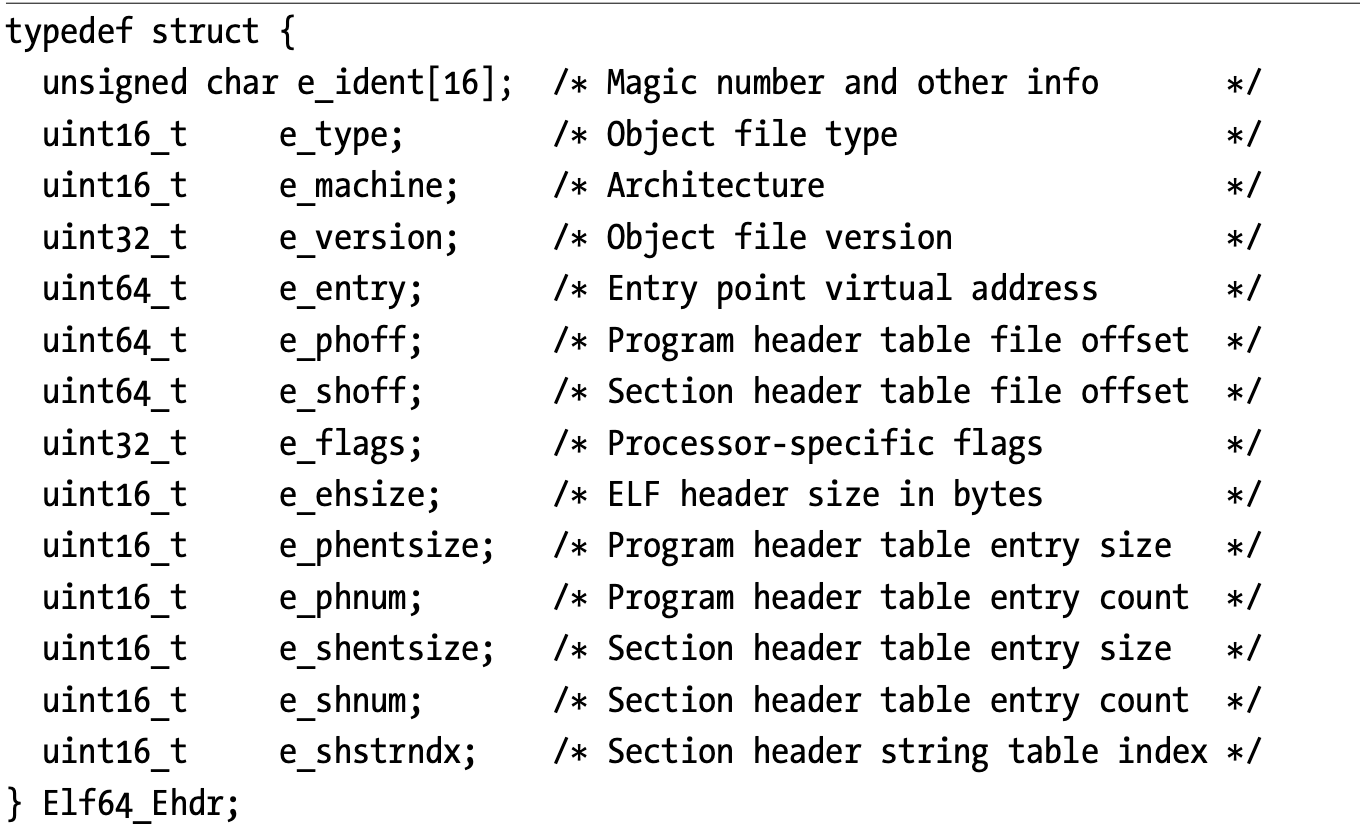 typedef struct {
  unsigned char e_ident[16];  /* Magic number and other info       */
  uint16_t     e_type;        /* Object file type                  */
  uint16_t     e_machine;     /* Architecture                      */
  uint32_t     e_version;     /* Object file version               */
  uint64_t     e_entry;       /* Entry point virtual address       */
  uint64_t     e_phoff;       /* Program header table file offset  */
  uint64_t     e_shoff;       /* Section header table file offset  */
  uint32_t     e_flags;       /* Processor-specific flags          */
  uint16_t     e_ehsize;      /* ELF header size in bytes          */
  uint16_t     e_phentsize;   /* Program header table entry size   */
  uint16_t     e_phnum;       /* Program header table entry count  */
  uint16_t     e_shentsize;   /* Section header table entry size   */
  uint16_t     e_shnum;       /* Section header table entry count  */
  uint16_t     e_shstrndx;    /* Section header string table index */
} Elf64_Ehdr;